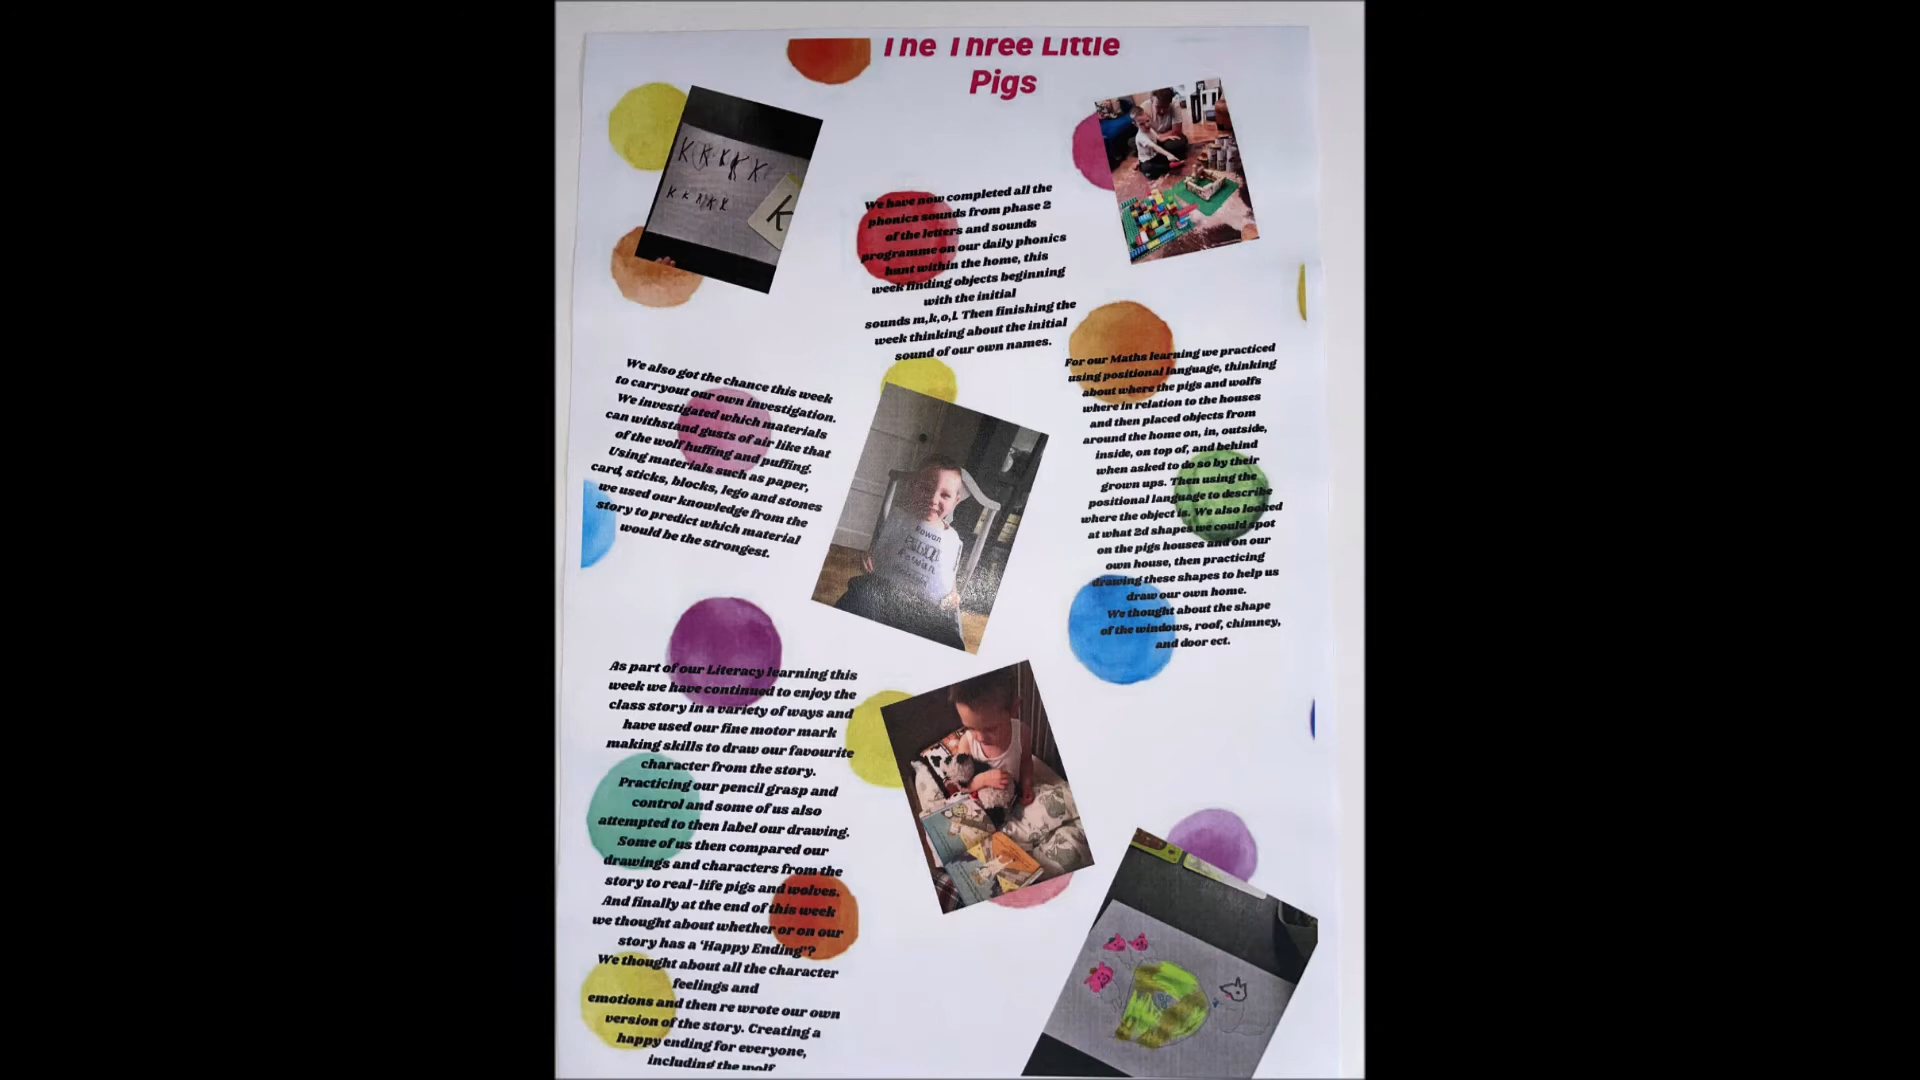 The Three Little
Pigs
K K K K K
K K K K K
k
We have now completed all the
phonics sounds from phase 2
of the letters and sounds
programme on our daily phonics
hunt within the home, this
week finding objects beginning
with the initial
sounds m,k,o,l. Then finishing the
week thinking about the initial
sound of our own names.
We also got the chance this week
to carryout our own investigation.
We investigated which materials
can withstand gusts of air like that
of the wolf huffing and puffing.
Using materials such as paper,
card, sticks, blocks, lego and stones
we used our knowledge from the
story to predict which material
would be the strongest.
For our Maths learning we practiced
using positional language, thinking
about where the pigs and wolfs
where in relation to the houses
and then placed objects from
around the home on, in, outside,
inside, on top of, and behind
when asked to do so by their
grown ups. Then using the
positional language to describe
where the object is. We also looked
at what 2d shapes we could spot
on the pigs houses and on our
own house, then practicing
drawing these shapes to help us
draw our own home.
We thought about the shape
of the windows, roof, chimney,
and door ect.
Rowan
Rowan
As part of our Literacy learning this
week we have continued to enjoy the
class story in a variety of ways and
have used our fine motor mark
making skills to draw our favourite
character from the story.
Practicing our pencil grasp and
control and some of us also
attempted to then label our drawing.
Some of us then compared our
drawings and characters from the
story to real-life pigs and wolves.
And finally at the end of this week
we thought about whether or on our
story has a 'Happy Ending'?
We thought about all the character
feelings and
emotions and then re wrote our own
version of the story. Creating a
happy ending for everyone,
including the wolf